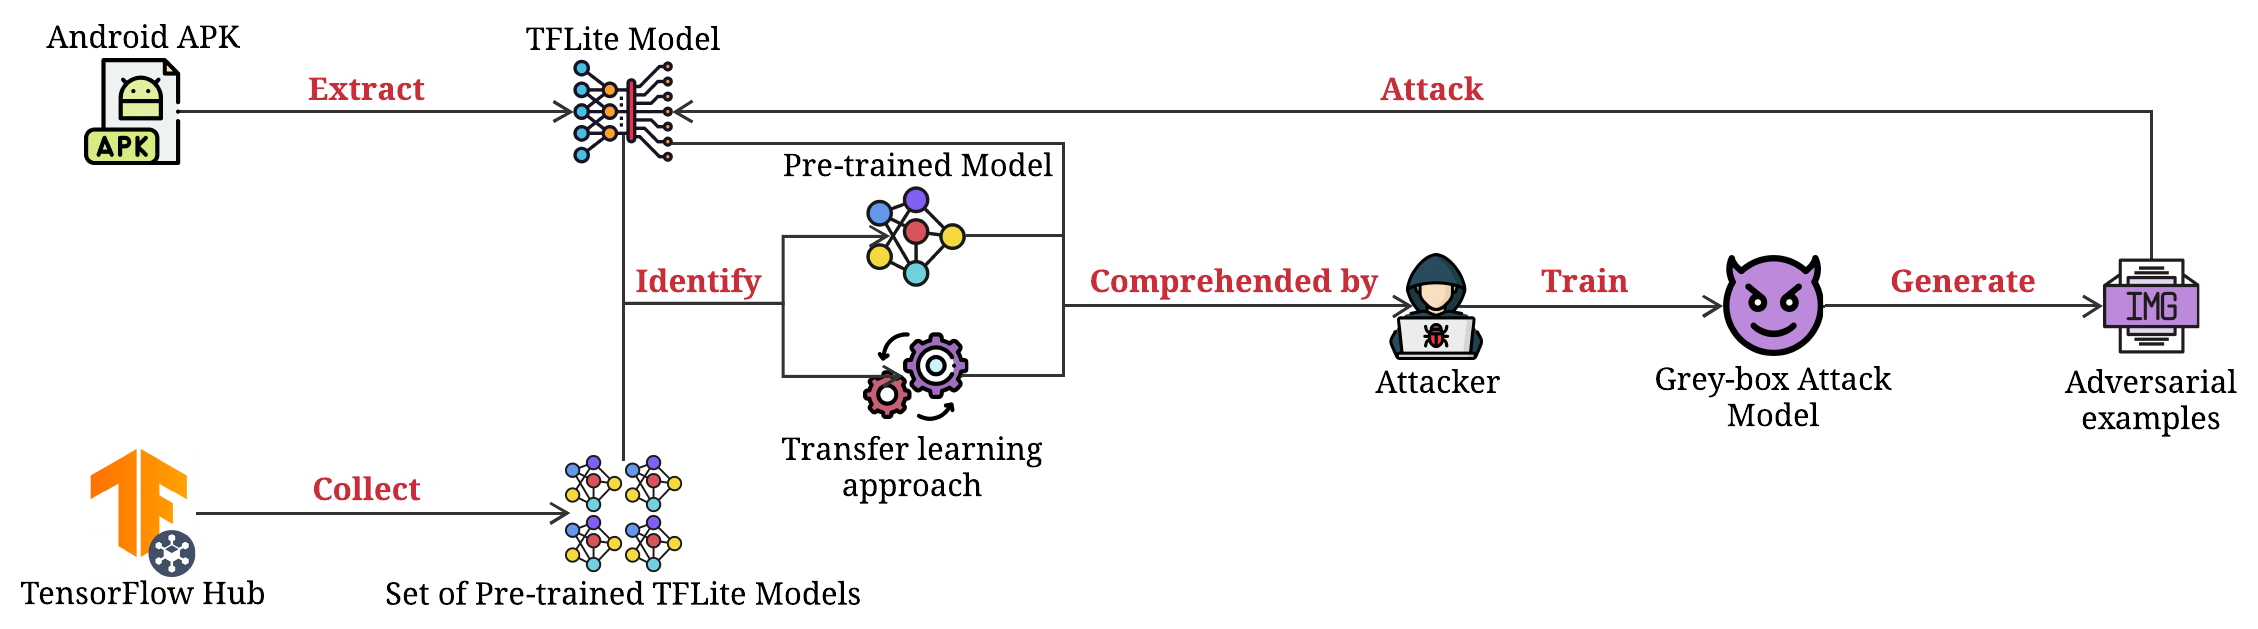 Android APK
TFLite Model
Extract
Attack
APK
Pre-trained Model
Identify
Comprehended by
Train
Generate
IMG
Attacker
Grey-box Attack
Model
Adversarial
examples
Transfer learning
approach
Collect
TensorFlow Hub
Set of Pre-trained TFLite Models